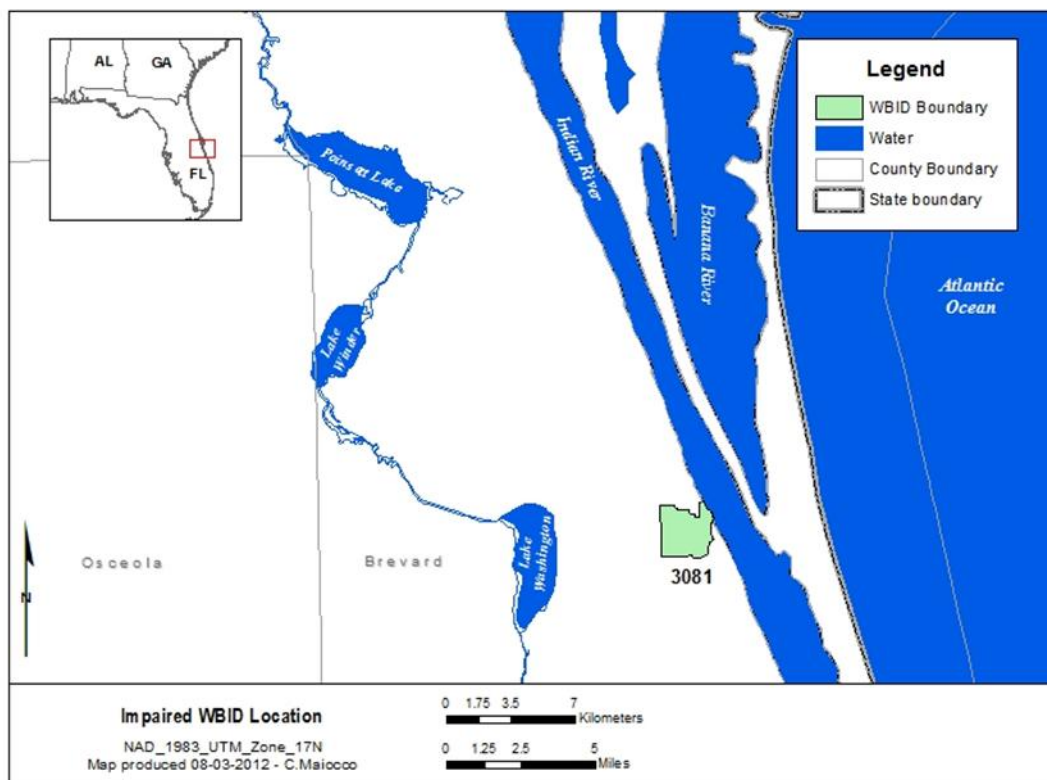 AL
GA
FL
Legend
WBID Boundary
Water
County Boundary
State boundary
Poinsett Lake
Indian River
Banana River
Atlantic
Ocean
Lake
Winder
Lake
Washington
Osceola
Brevard
3081
N
Impaired WBID Location
NAD_1983_UTM_Zone_17N
Map produced 08-03-2012 - C.Maiocco
0 1.75 3.5 7
Kilometers
0 1.25 2.5 5
Miles